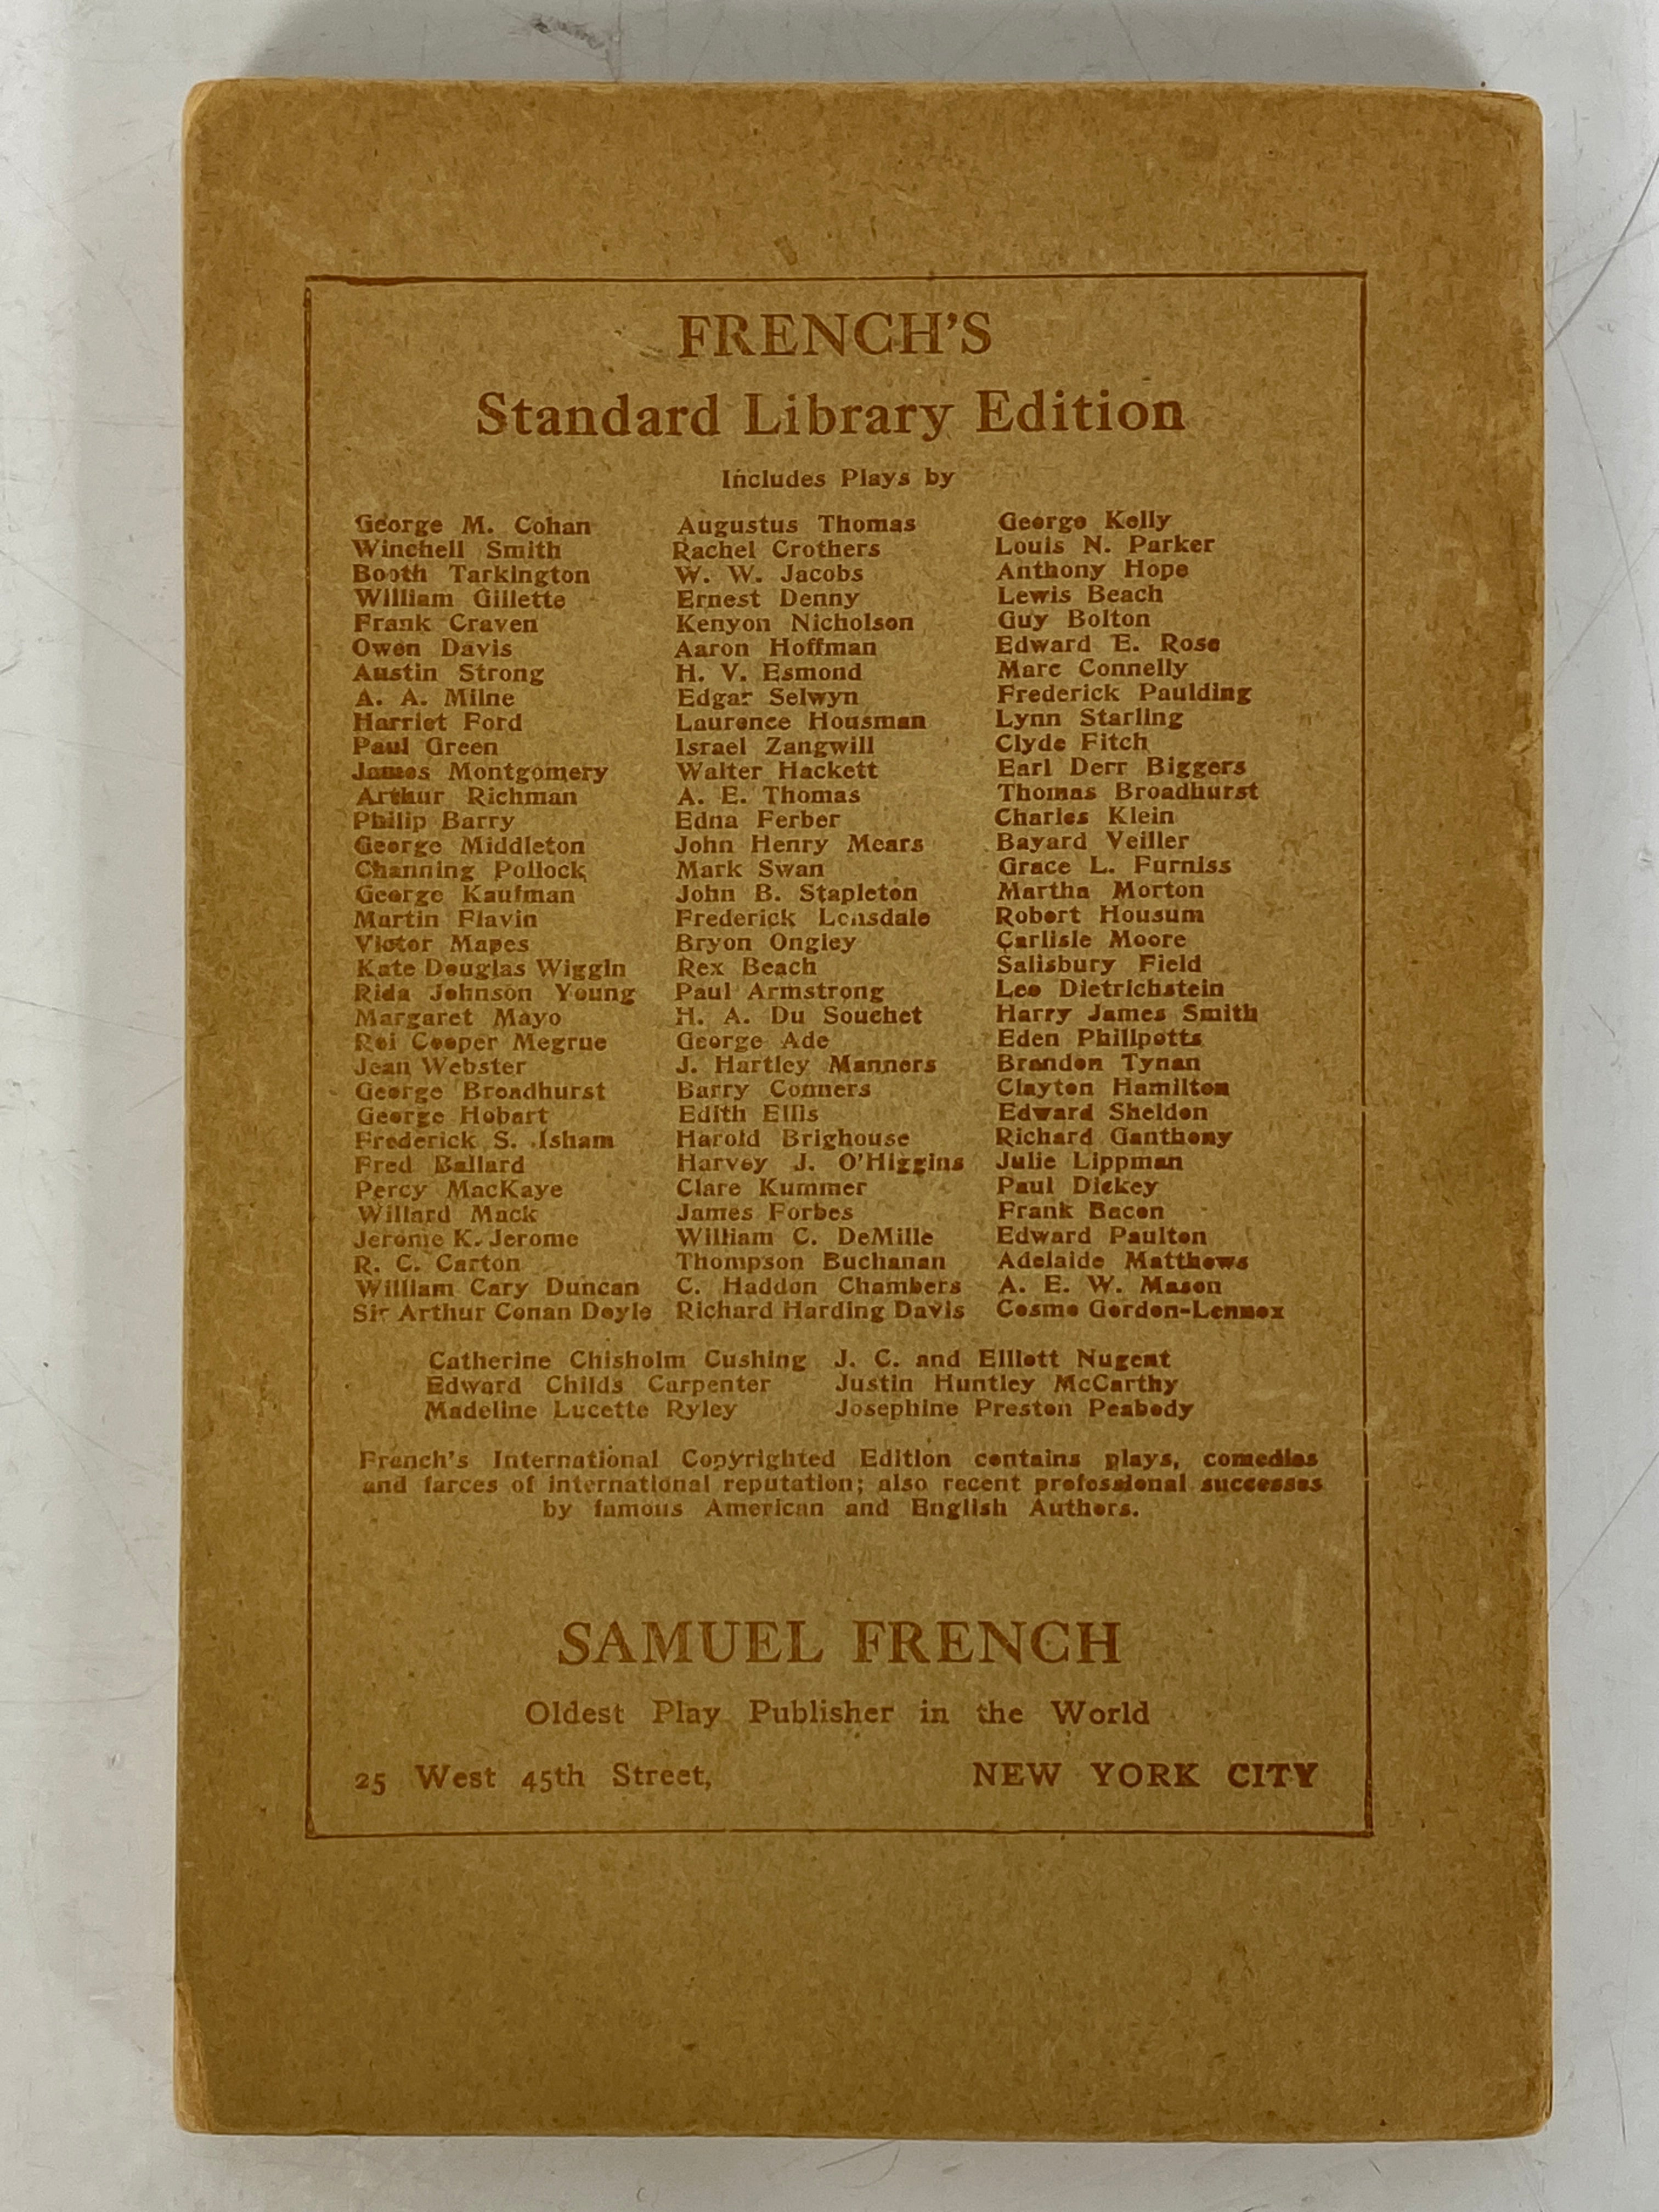 FRENCH'S
Standard Library Edition
Includes Plays by
George M. Cohan
Winchell Smith
Booth Tarkington
William Gillette
Frank Craven
Owen Davis
Austin Strong
A. A. Milne
Harriet Ford
Paul Green
James Montgomery
Arthur Richman
Philip Barry
George Middleton
Channing Pollock
George Kaufman
Martin Flavin
Victor Mapes
Kate Douglas Wiggin
Rida Johnson Young
Margaret Mayo
Roi Cooper Megrue
Jean Webster
George Broadhurst
George Hobart
Frederick S. Isham
Fred Ballard
Percy MacKaye
Willard Mack
Jerome K. Jerome
R. C. Carton
William Cary Duncan
Sir Arthur Conan Doyle
Augustus Thomas
Rachel Crothers
W. W. Jacobs
Ernest Denny
Kenyon Nicholson
Aaron Hoffman
H. V. Esmond
Edgar Selwyn
Laurence Housman
Israel Zangwill
Walter Hackett
A. E. Thomas
Edna Ferber
John Henry Mears
Mark Swan
John B. Stapleton
Frederick Lonsdale
Bryon Ongley
Rex Beach
Paul Armstrong
H. A. Du Souchet
George Ade
J. Hartley Manners
Barry Conners
Edith Ellis
Harold Brighouse
Harvey J. O'Higgins
Clare Kummer
James Forbes
William C. DeMille
Thompson Buchanan
C. Haddon Chambers
Richard Harding Davis
George Kelly
Louis N. Parker
Anthony Hope
Lewis Beach
Guy Bolton
Edward E. Rose
Marc Connelly
Frederick Paulding
Lynn Starling
Clyde Fitch
Earl Derr Biggers
Thomas Broadhurst
Charles Klein
Bayard Veiller
Grace L. Furniss
Martha Morton
Robert Housum
Carlisle Moore
Salisbury Field
Leo Dietrichstein
Harry James Smith
Eden Phillpotts
Brandon Tynan
Clayton Hamilton
Edward Sheldon
Richard Ganthony
Julie Lippman
Paul Dickey
Frank Bacon
Edward Paulton
Adelaide Matthews
A. E. W. Mason
Cosmo Gordon-Lennox
Catherine Chisholm Cushing
Edward Childs Carpenter
Madeline Lucette Ryley
J. C. and Elliott Nugent
Justin Huntley McCarthy
Josephine Preston Peabody
French's International Copyrighted Edition contains plays, comedies
and farces of international reputation; also recent professional successes
by famous American and English Authors.
SAMUEL FRENCH
Oldest Play Publisher in the World
25 West 45th Street, NEW YORK CITY